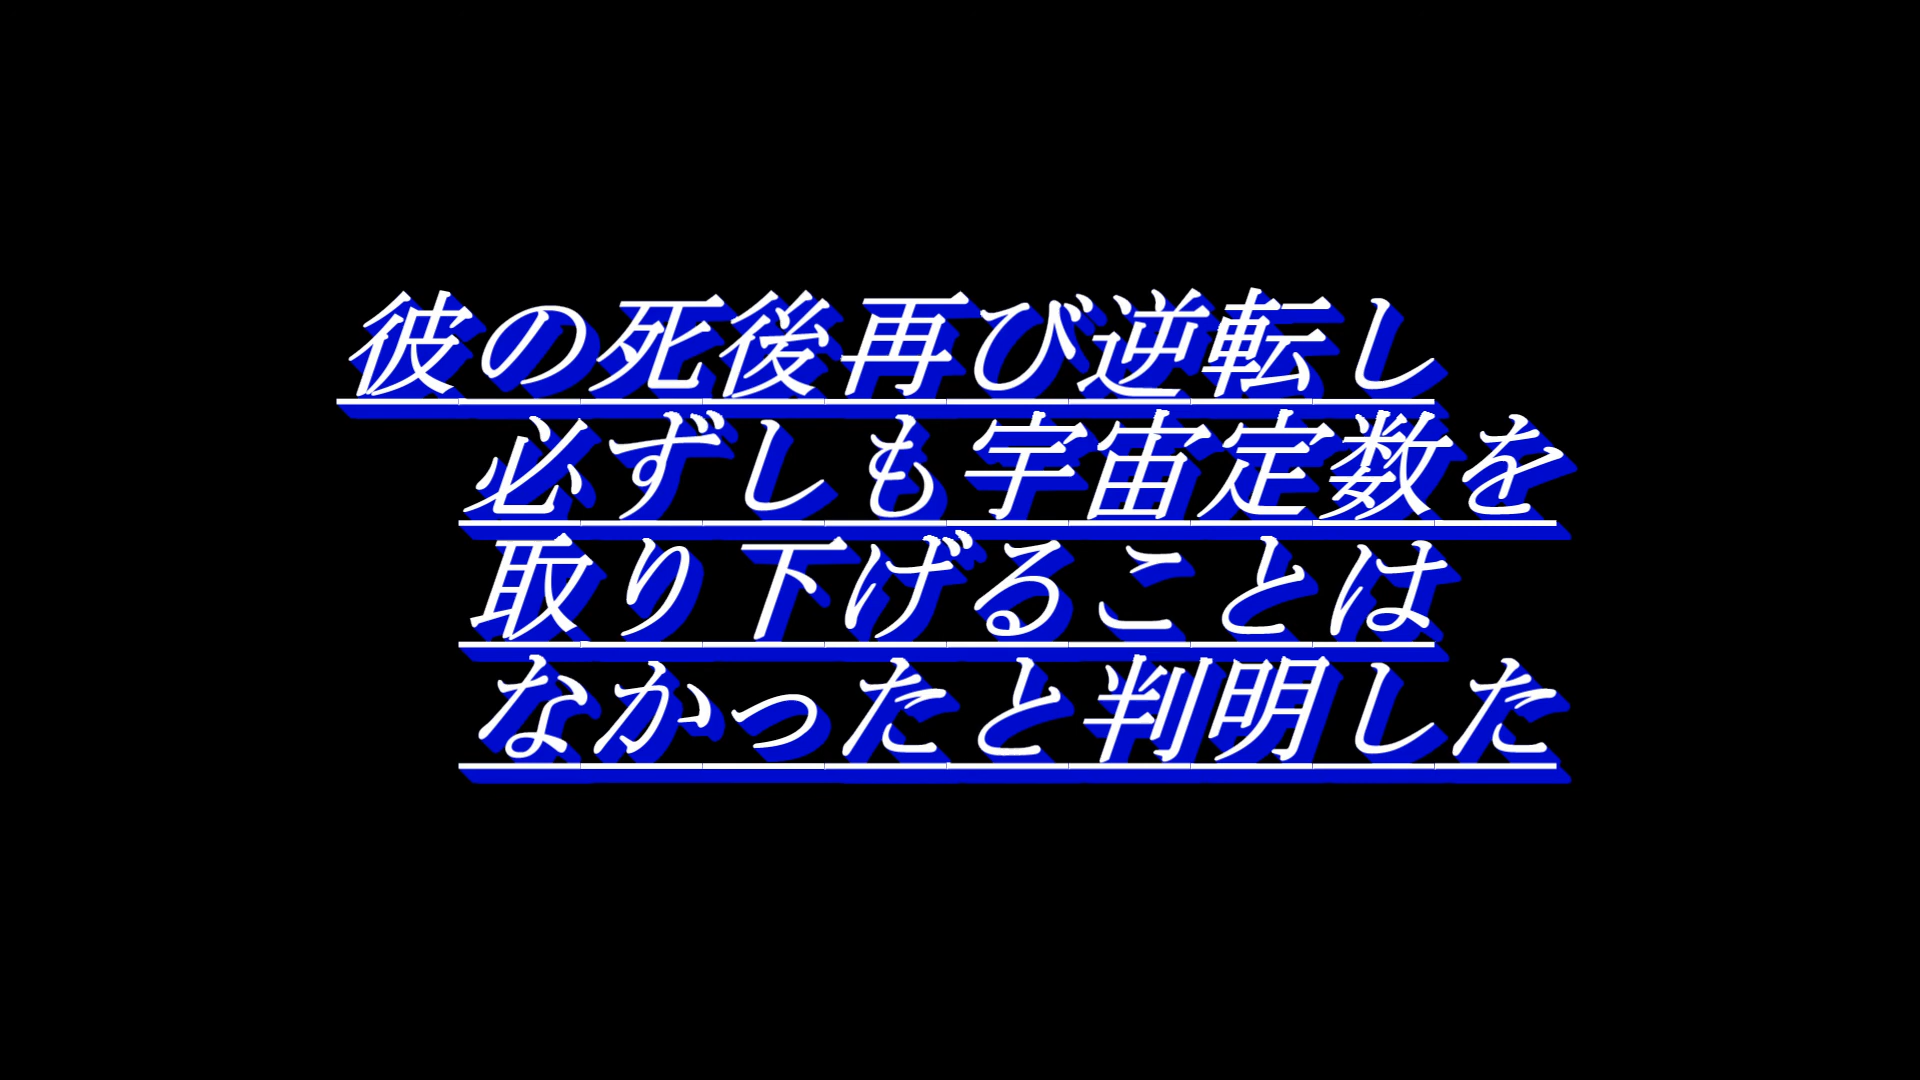 彼の死後再び逆転し
必ずしも宇宙定数を
取り下げることは
なかったと判明した